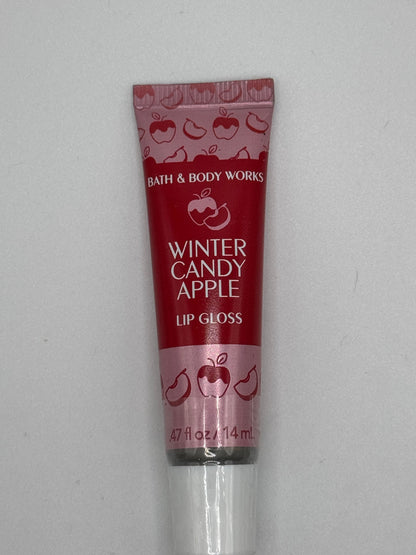 BATH & BODY WORKS
WINTER
CANDY
APPLE
LIP GLOSS
.47 fl oz / 14 mL